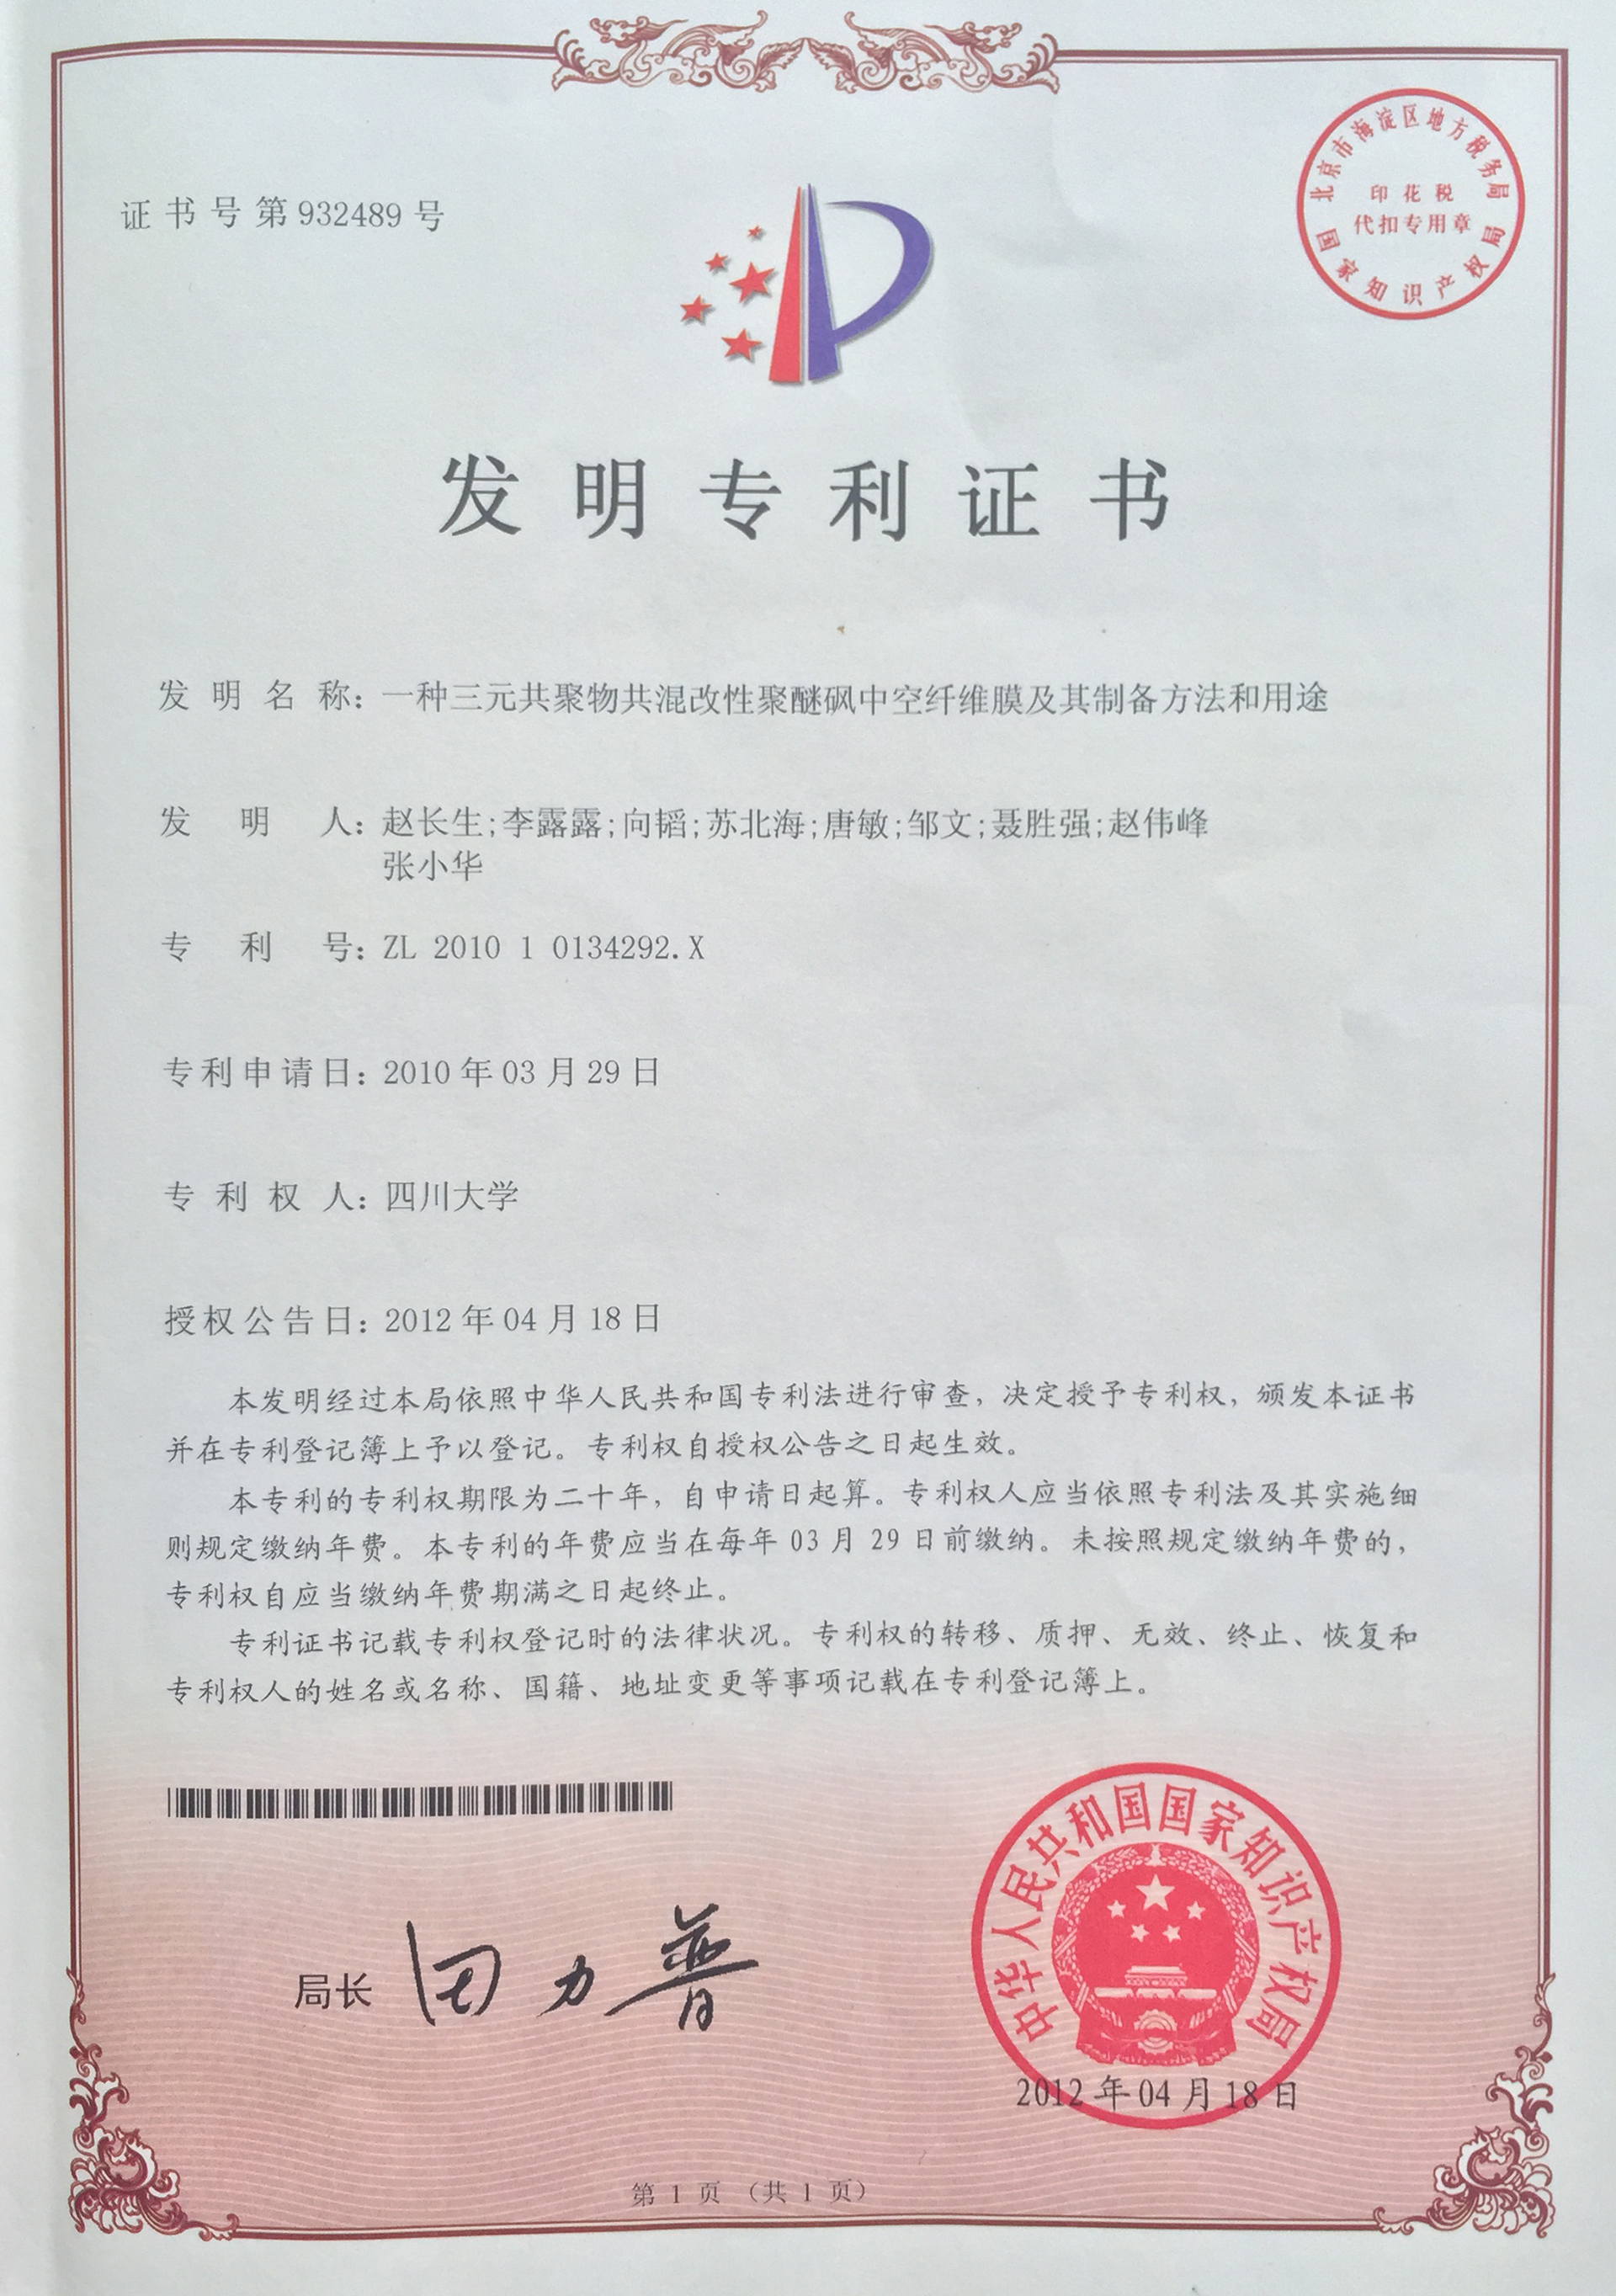 证书号第932489号
北京市海淀区地方税务局
印花税
代扣专用章
国家知识产权局
发明专利证书
发明名称：一种三元共聚物共混改性聚醚砜中空纤维膜及其制备方法和用途
发明人：赵长生;李露露;向韬;苏北海;唐敏;邹文;聂胜强;赵伟峰
张小华
专利号：ZL 2010 1 0134292.X
专利申请日：2010年03月29日
专利权人：四川大学
授权公告日：2012年04月18日
本发明经过本局依照中华人民共和国专利法进行审查，决定授予专利权，颁发本证书
并在专利登记簿上予以登记。专利权自授权公告之日起生效。
本专利的专利权期限为二十年，自申请日起算。专利权人应当依照专利法及其实施细
则规定缴纳年费。本专利的年费应当在每年03月29日前缴纳。未按照规定缴纳年费的，
专利权自应当缴纳年费期满之日起终止。
专利证书记载专利权登记时的法律状况。专利权的转移、质押、无效、终止、恢复和
专利权人的姓名或名称、国籍、地址变更等事项记载在专利登记簿上。
中华人民共和国国家知识产权局
局长 田力普
2012年04月18日
第1页（共1页）